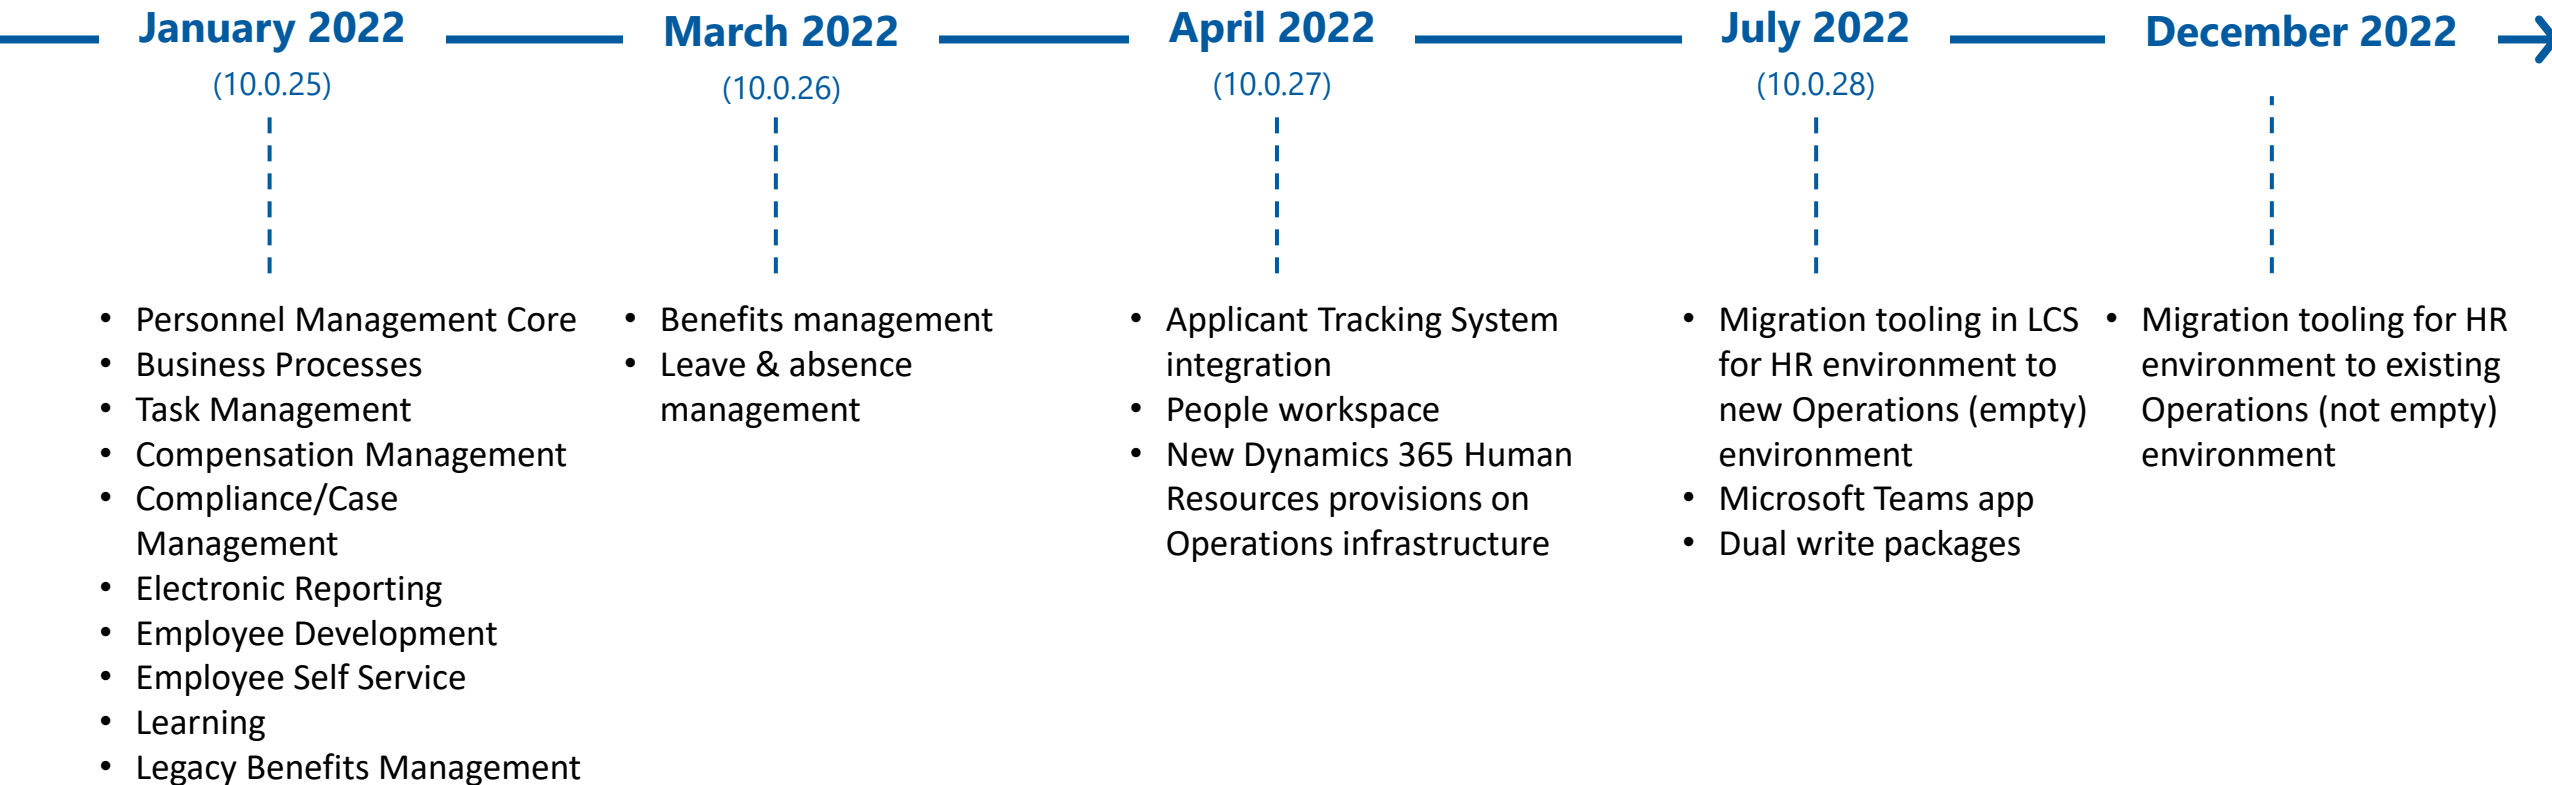 January 2022
(10.0.25)
• Personnel Management Core
• Business Processes
• Task Management
• Compensation Management
• Compliance/Case
Management
• Electronic Reporting
• Employee Development
• Employee Self Service
• Learning
• Legacy Benefits Management
March 2022
(10.0.26)
• Benefits management
• Leave & absence
management
April 2022
(10.0.27)
• Applicant Tracking System
integration
• People workspace
• New Dynamics 365 Human
Resources provisions on
Operations infrastructure
July 2022
(10.0.28)
• Migration tooling in LCS
for HR environment to
new Operations (empty)
environment
• Microsoft Teams app
• Dual write packages
December 2022
• Migration tooling for HR
environment to existing
Operations (not empty)
environment